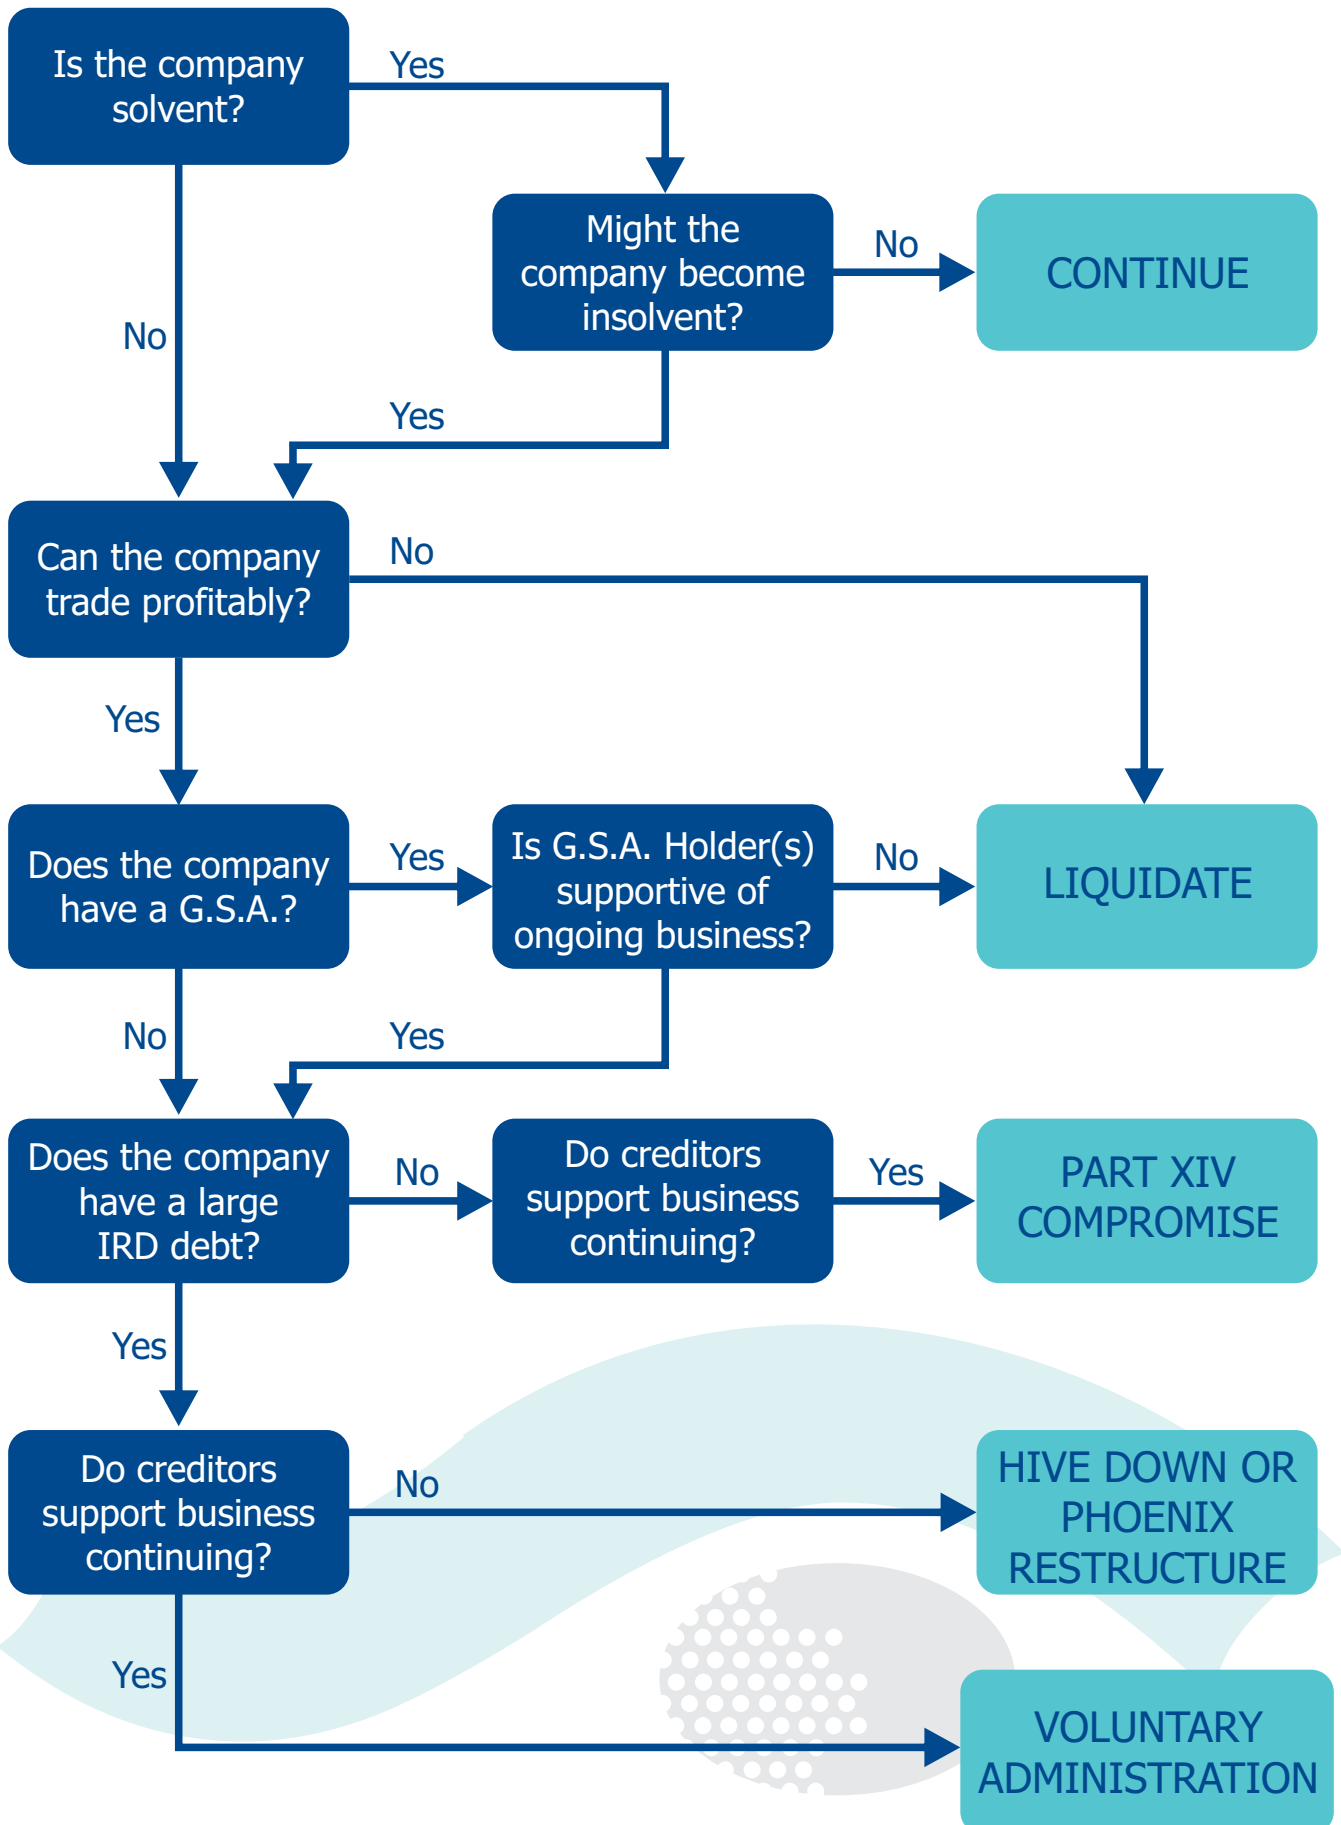 Is the company
solvent?
Yes
Might the
company become
insolvent?
No
CONTINUE
No
Yes
Can the company
trade profitably?
No
Yes
Does the company
have a G.S.A.?
Yes
Is G.S.A. Holder(s)
supportive of
ongoing business?
No
LIQUIDATE
No
Yes
Does the company
have a large
IRD debt?
No
Do creditors
support business
continuing?
Yes
PART XIV
COMPROMISE
Yes
Do creditors
support business
continuing?
No
HIVE DOWN OR
PHOENIX
RESTRUCTURE
Yes
VOLUNTARY
ADMINISTRATION